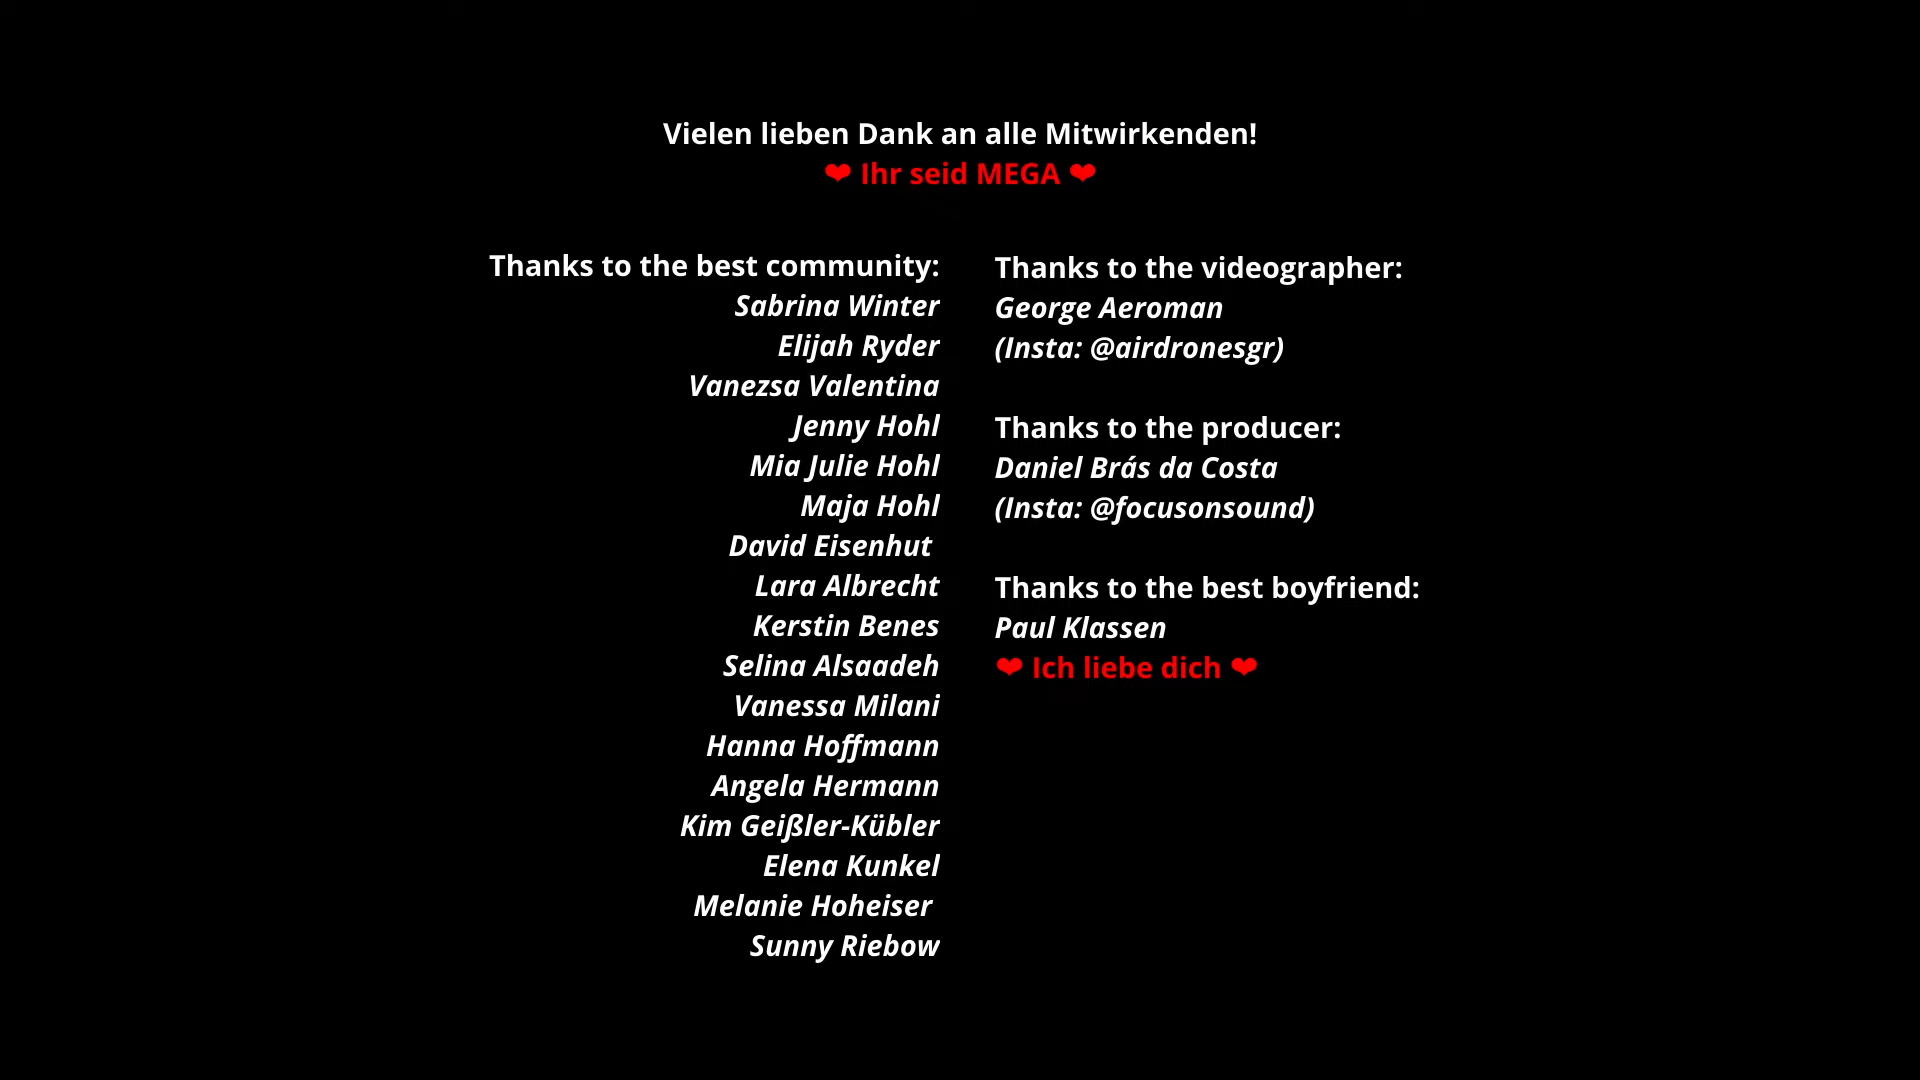 Vielen lieben Dank an alle Mitwirkenden!
❤ Ihr seid MEGA ❤
Thanks to the best community:
Sabrina Winter
Elijah Ryder
Vanezsa Valentina
Jenny Hohl
Mia Julie Hohl
Maja Hohl
David Eisenhut
Lara Albrecht
Kerstin Benes
Selina Alsaadeh
Vanessa Milani
Hanna Hoffmann
Angela Hermann
Kim Geißler-Kübler
Elena Kunkel
Melanie Hoheiser
Sunny Riebow
Thanks to the videographer:
George Aeroman
(Insta: @airdronesgr)
Thanks to the producer:
Daniel Brás da Costa
(Insta: @focusonsound)
Thanks to the best boyfriend:
Paul Klassen
❤ Ich liebe dich ❤